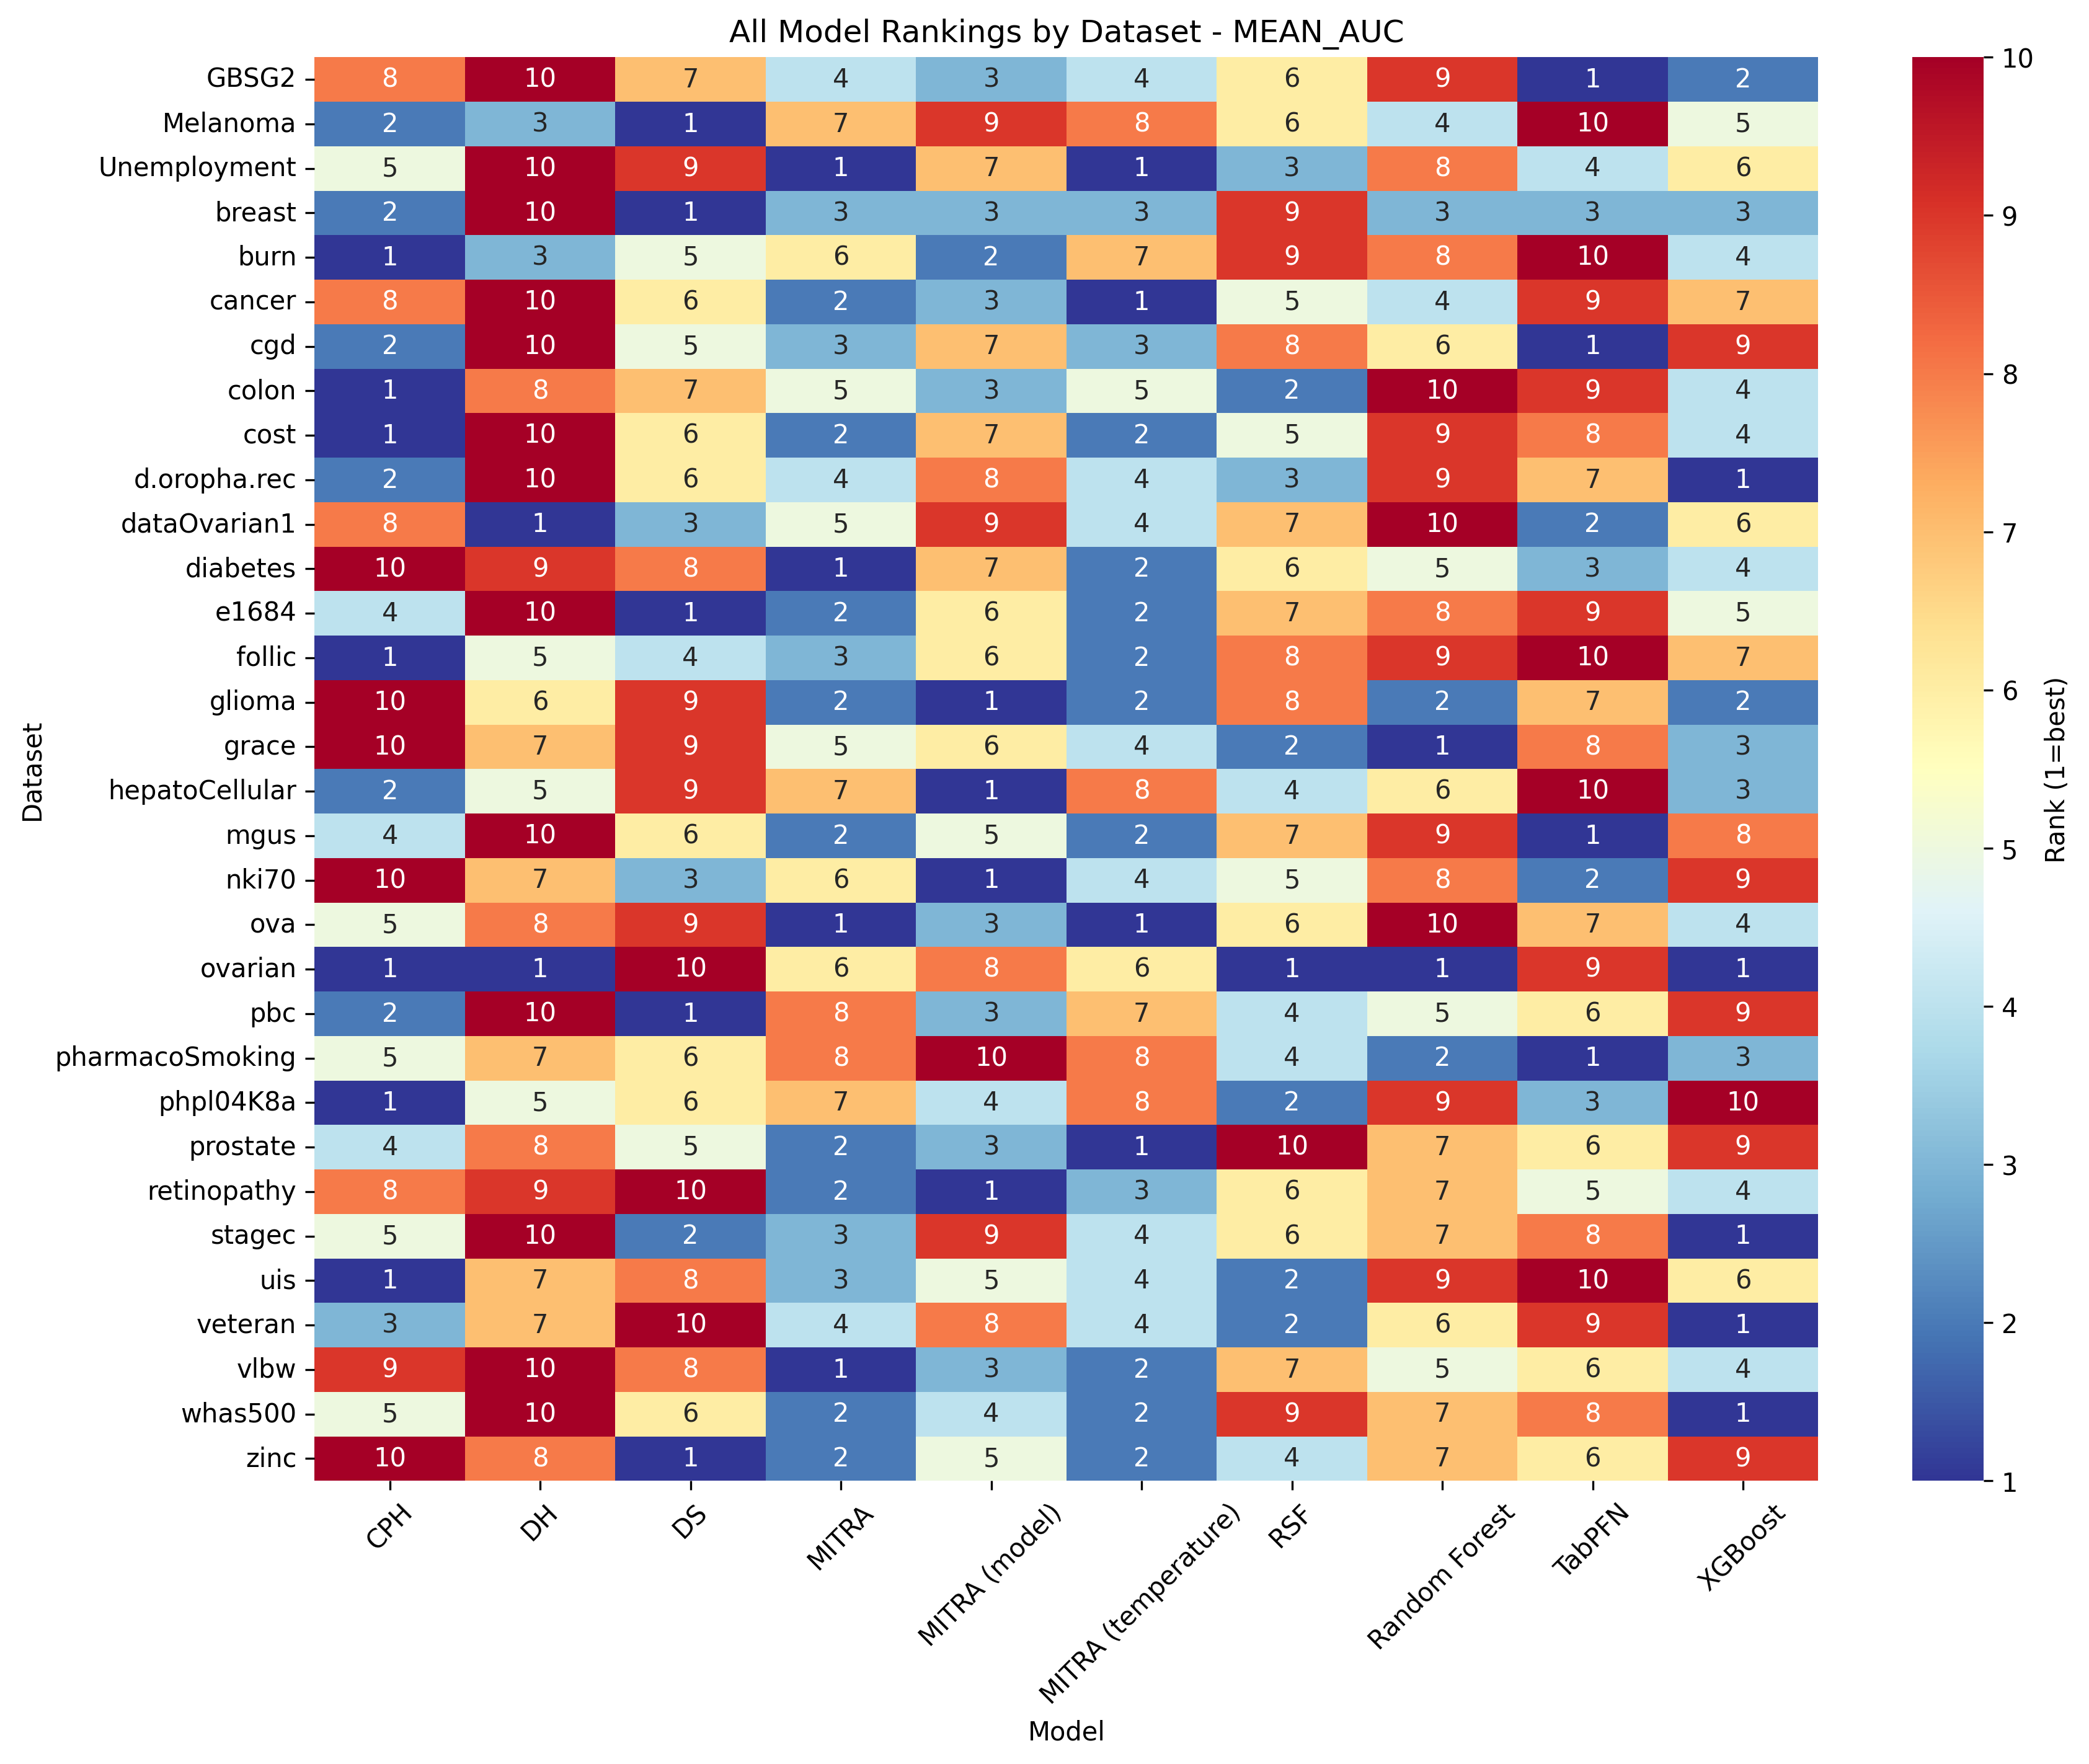 All Model Rankings by Dataset - MEAN_AUC
GBSG2 8 10 7 4 3 4 6 9 1 2
Melanoma 2 3 1 7 9 8 6 4 10 5
Unemployment 5 10 9 1 7 1 3 8 4 6
breast 2 10 1 3 3 3 9 3 3 3
burn 1 3 5 6 2 7 9 8 10 4
cancer 8 10 6 2 3 1 5 4 9 7
cgd 2 10 5 3 7 3 8 6 1 9
colon 1 8 7 5 3 5 2 10 9 4
cost 1 10 6 2 7 2 5 9 8 4
d.oropha.rec 2 10 6 4 8 4 3 9 7 1
dataOvarian1 8 1 3 5 9 4 7 10 2 6
diabetes 10 9 8 1 7 2 6 5 3 4
e1684 4 10 1 2 6 2 7 8 9 5
follic 1 5 4 3 6 2 8 9 10 7
glioma 10 6 9 2 1 2 8 2 7 2
grace 10 7 9 5 6 4 2 1 8 3
hepatoCellular 2 5 9 7 1 8 4 6 10 3
mgus 4 10 6 2 5 2 7 9 1 8
nki70 10 7 3 6 1 4 5 8 2 9
ova 5 8 9 1 3 1 6 10 7 4
ovarian 1 1 10 6 8 6 1 1 9 1
pbc 2 10 1 8 3 7 4 5 6 9
pharmacoSmoking 5 7 6 8 10 8 4 2 1 3
phpl04K8a 1 5 6 7 4 8 2 9 3 10
prostate 4 8 5 2 3 1 10 7 6 9
retinopathy 8 9 10 2 1 3 6 7 5 4
stagec 5 10 2 3 9 4 6 7 8 1
uis 1 7 8 3 5 4 2 9 10 6
veteran 3 7 10 4 8 4 2 6 9 1
vlbw 9 10 8 1 3 2 7 5 6 4
whas500 5 10 6 2 4 2 9 7 8 1
zinc 10 8 1 2 5 2 4 7 6 9
CPH DH DS MITRA MITRA (model) MITRA (temperature) RSF Random Forest TabPFN XGBoost
Model
Dataset
10
9
8
7
6
5
4
3
2
1
Rank (1=best)